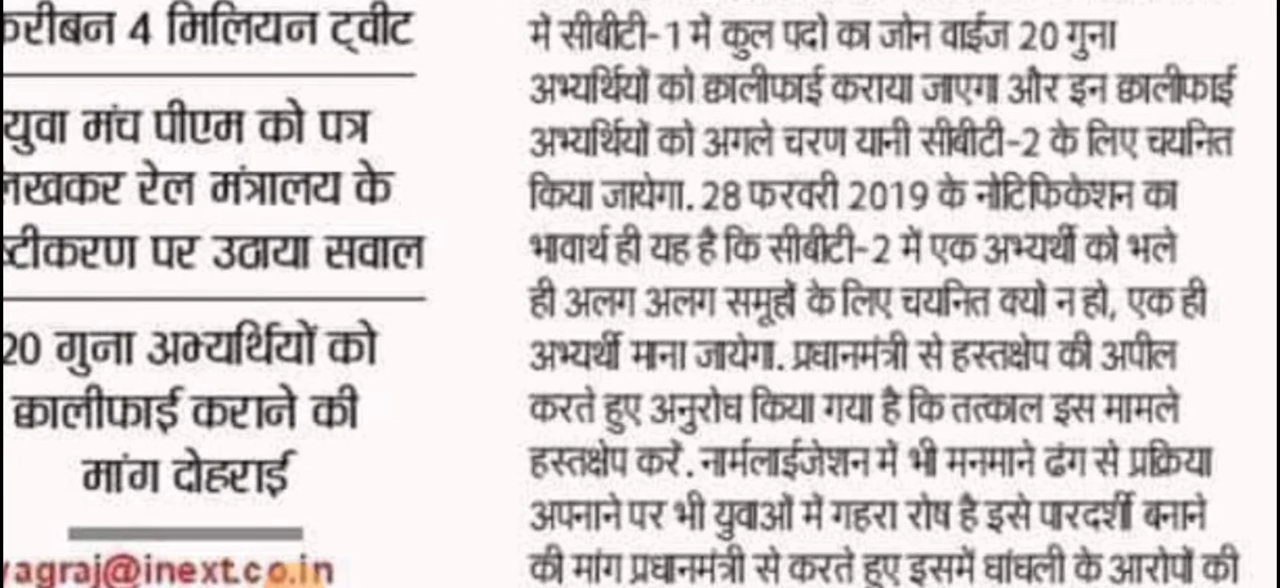 करीबन 4 मिलियन ट्वीट
युवा मंच पीएम को पत्र
लिखकर रेल मंत्रालय के
पर उठाया सवाल
20 गुना अभ्यर्थियों को
क्वालीफाई कराने की
मांग दोहराई
yagraj@inext.co.in
में सीबीटी-1 में कुल पदो का जोन वाईज 20 गुना
अभ्यर्थियों को क्वालीफाई कराया जाएगा और इन क्वालीफाई
अभ्यर्थियों को अगले चरण यानी सीबीटी-2 के लिए चयनित
किया जायेगा. 28 फरवरी 2019 के नोटिफिकेशन का
भावार्थ ही यह है कि सीबीटी-2 में एक अभ्यर्थी को भले
ही अलग अलग समूहों के लिए चयनित क्यो न हो, एक ही
अभ्यर्थी माना जायेगा. प्रधानमंत्री से हस्तक्षेप की अपील
करते हुए अनुरोध किया गया है कि तत्काल इस मामले
हस्तक्षेप करें. नार्मलाईजेशन में भी मनमाने ढंग से प्रक्रिया
अपनाने पर भी युवाओं में गहरा रोष है इसे पारदर्शी बनाने
की मांग प्रधानमंत्री से करते हुए इसमें धांधली के आरोपों की